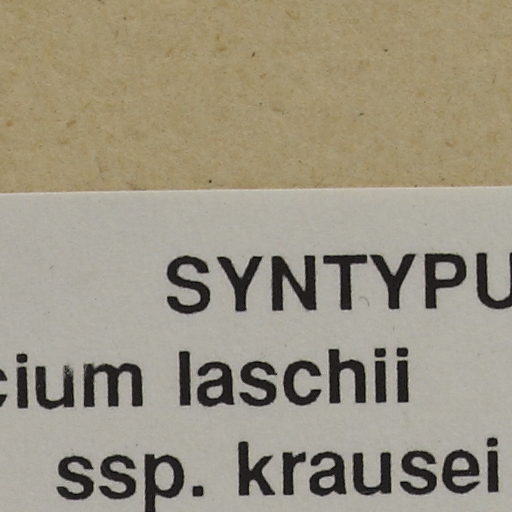 SYNTYPU
cium laschii
ssp. krausei